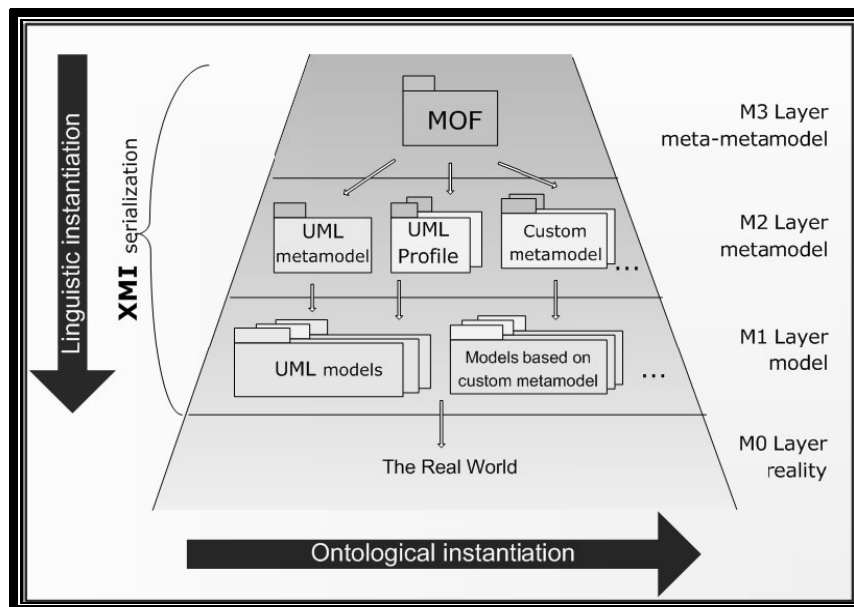 MOF
M3 Layer
meta-metamodel
Linguistic instantiation
XMI serialization
UML
metamodel
UML
Profile
Custom
metamodel
...
M2 Layer
metamodel
UML models
Models based on
custom metamodel
...
M1 Layer
model
The Real World
M0 Layer
reality
Ontological instantiation